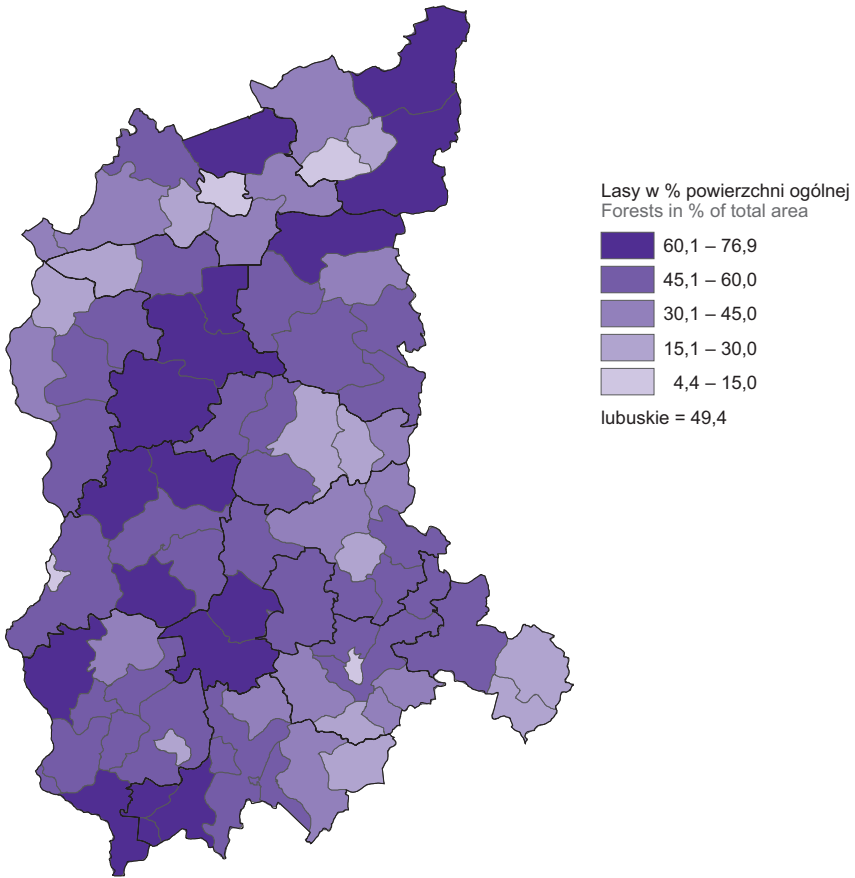 Lasy w % powierzchni ogólnej
Forests in % of total area
60,1 – 76,9
45,1 – 60,0
30,1 – 45,0
15,1 – 30,0
4,4 – 15,0
lubuskie = 49,4